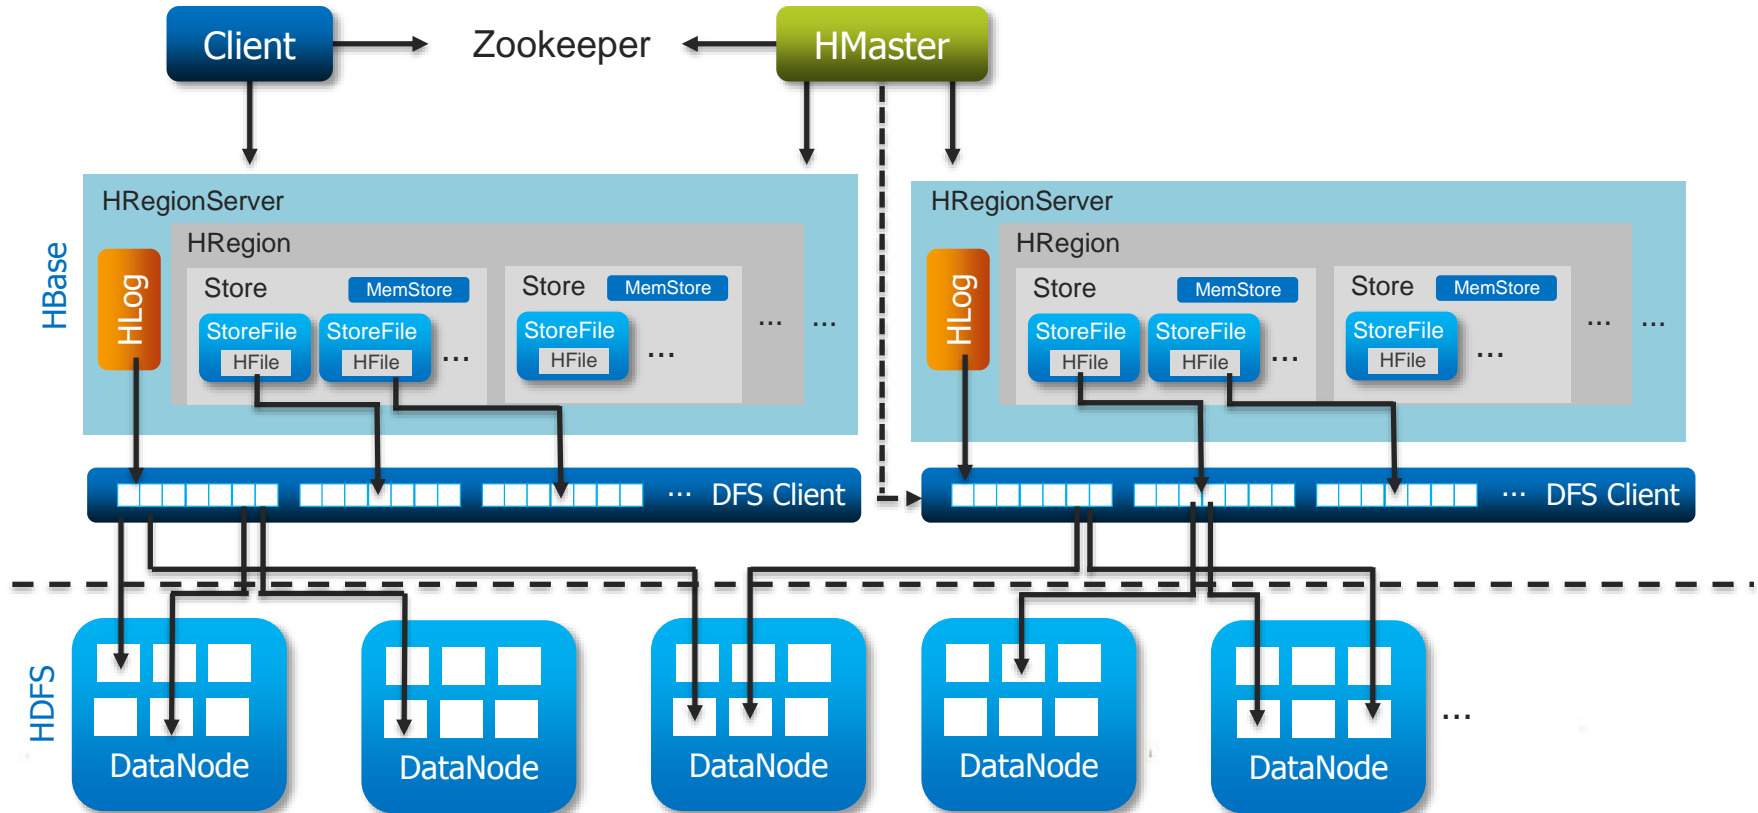 Client
Zookeeper
HMaster
HBase
HRegionServer
HLog
HRegion
Store
MemStore
StoreFile
HFile
StoreFile
HFile
...
Store
MemStore
StoreFile
HFile
...
...
...
HRegionServer
HLog
HRegion
Store
MemStore
StoreFile
HFile
StoreFile
HFile
...
Store
MemStore
StoreFile
HFile
...
...
...
... DFS Client
... DFS Client
HDFS
DataNode
DataNode
DataNode
DataNode
DataNode
...